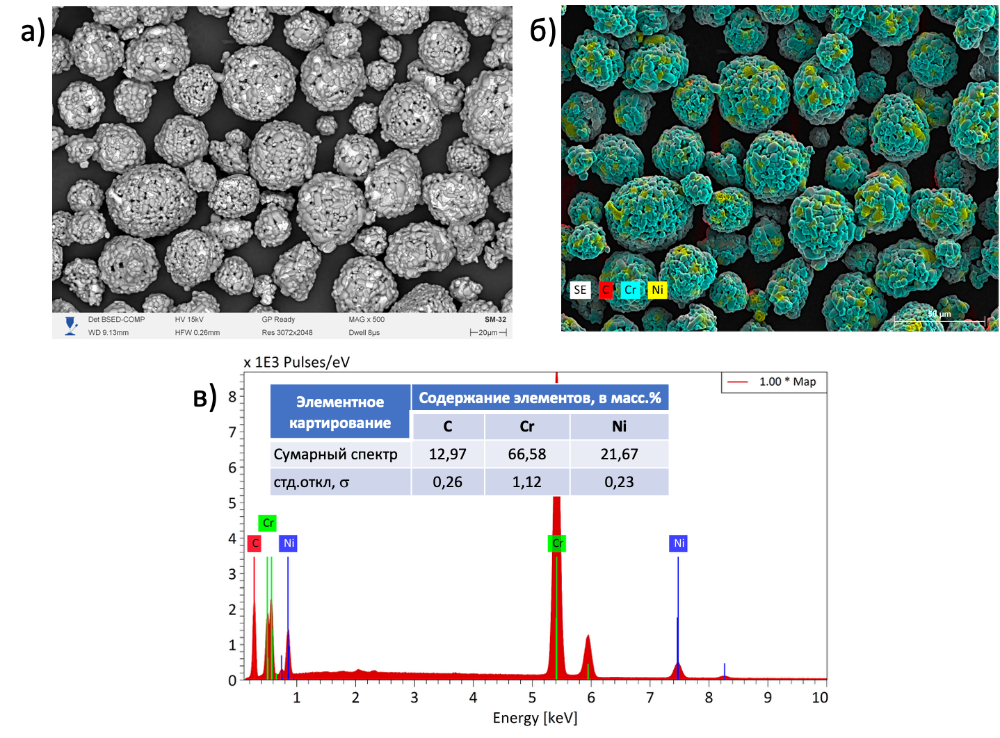 а)
Det BSED-COMP HV 15kV GP Ready MAG x 500 SM-32
WD 9.13mm HFW 0.26mm Res 3072x2048 Dwell 8µs 20µm
б)
SE C Cr Ni
50 µm
в)
x 1E3 Pulses/eV
1.00 * Map
Элементное картирование
Содержание элементов, в масс.%
C Cr Ni
Сумарный спектр 12,97 66,58 21,67
стд.откл, σ 0,26 1,12 0,23
8
7
6
5
4
3
2
1
0
Cr
C Ni Cr Ni
1 2 3 4 5 6 7 8 9 10
Energy [keV]